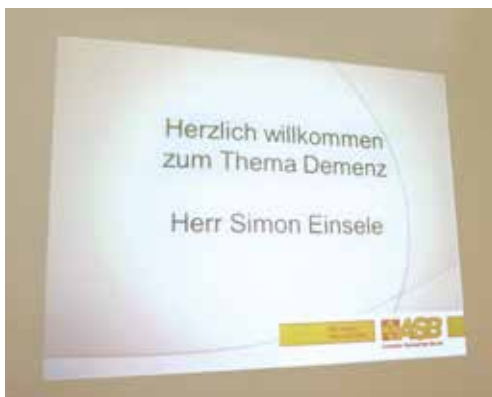 Herzlich willkommen
zum Thema Demenz
Herr Simon Einsele
ASB